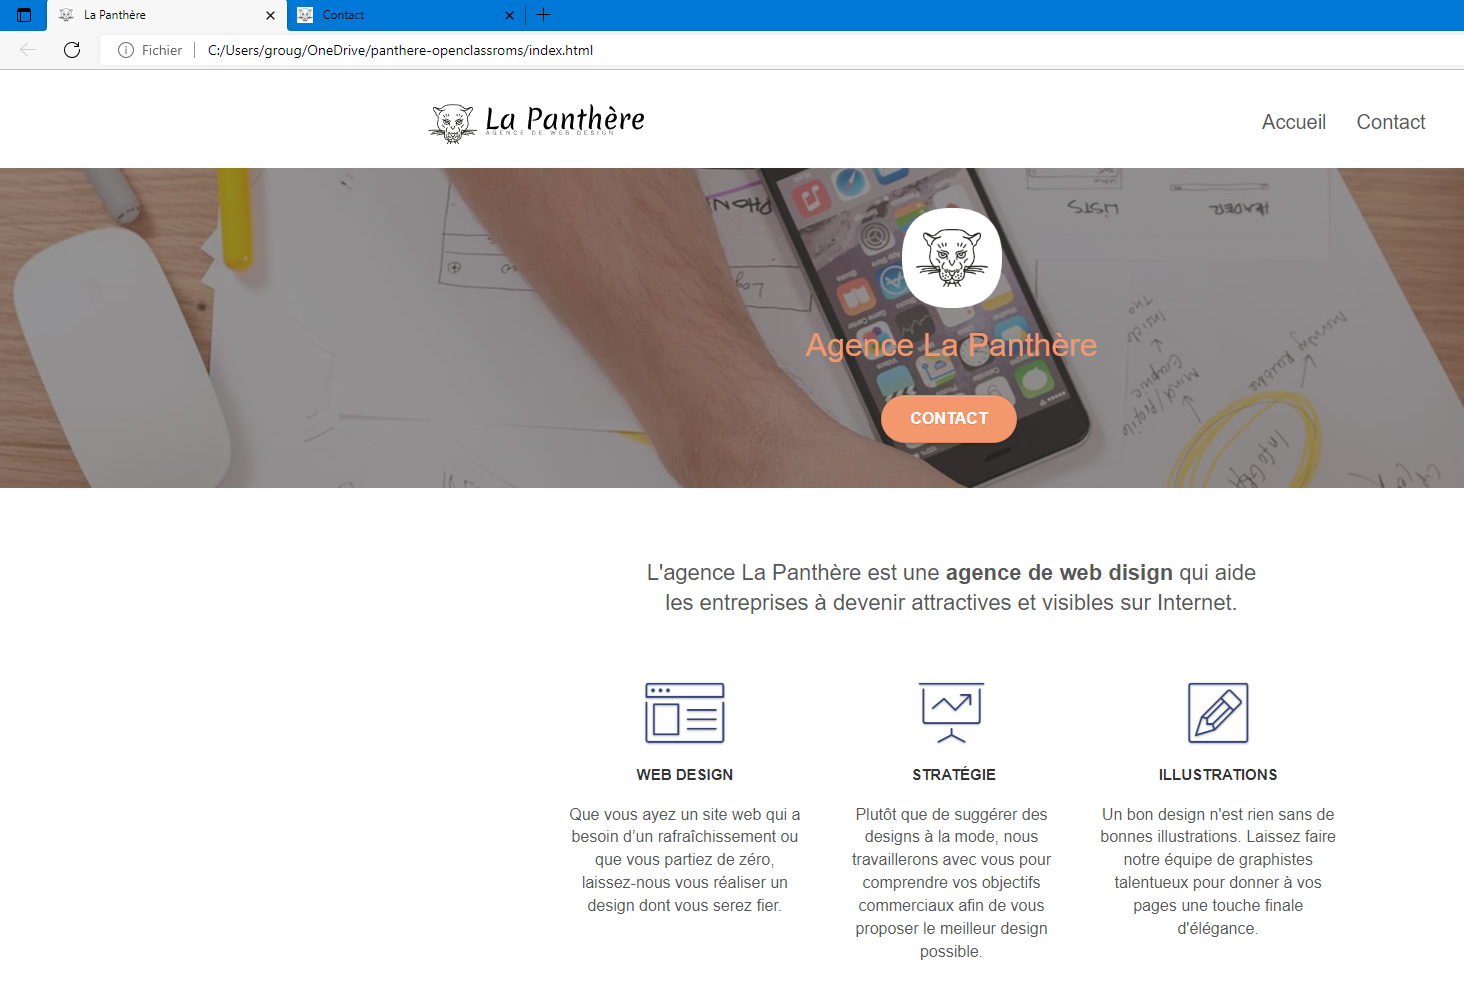 La Panthère
Contact
Fichier C:/Users/groug/OneDrive/panthere-openclassroms/index.html
La Panthère
AGENCE DE WEB DESIGN
Accueil Contact
LISTS
HEADER
Agence La Panthère
CONTACT
L'agence La Panthère est une agence de web disign qui aide
les entreprises à devenir attractives et visibles sur Internet.
WEB DESIGN
Que vous ayez un site web qui a
besoin d’un rafraîchissement ou
que vous partiez de zéro,
laissez-nous vous réaliser un
design dont vous serez fier.
STRATÉGIE
Plutôt que de suggérer des
designs à la mode, nous
travaillerons avec vous pour
comprendre vos objectifs
commerciaux afin de vous
proposer le meilleur design
possible.
ILLUSTRATIONS
Un bon design n'est rien sans de
bonnes illustrations. Laissez faire
notre équipe de graphistes
talentueux pour donner à vos
pages une touche finale
d'élégance.